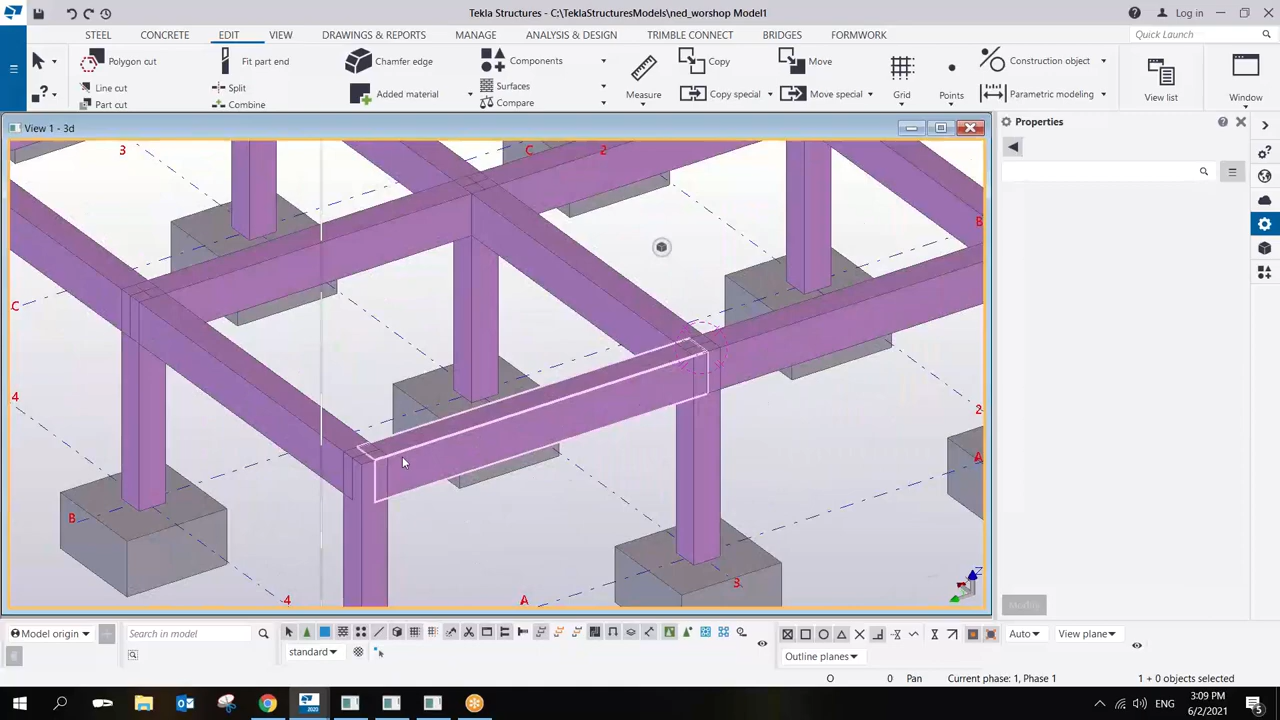 Tekla Structures - C:\TeklaStructuresModels\ned_workshop Model1
Log in
STEEL CONCRETE EDIT VIEW DRAWINGS & REPORTS MANAGE ANALYSIS & DESIGN TRIMBLE CONNECT BRIDGES FORMWORK
Quick Launch
Polygon cut
Line cut
Part cut
Fit part end
Split
Combine
Chamfer edge
Added material
Components
Surfaces
Compare
Measure
Copy
Copy special
Move
Move special
Grid
Points
Construction object
Parametric modeling
View list
Window
View 1 - 3d
Properties
3
C
2
B
C
4
2
A
B
3
4
A
Z
Modify
Model origin
Search in model
standard
Auto
View plane
Outline planes
O 0 Pan Current phase: 1, Phase 1 1 + 0 objects selected
ENG
3:09 PM
6/2/2021
5
2020